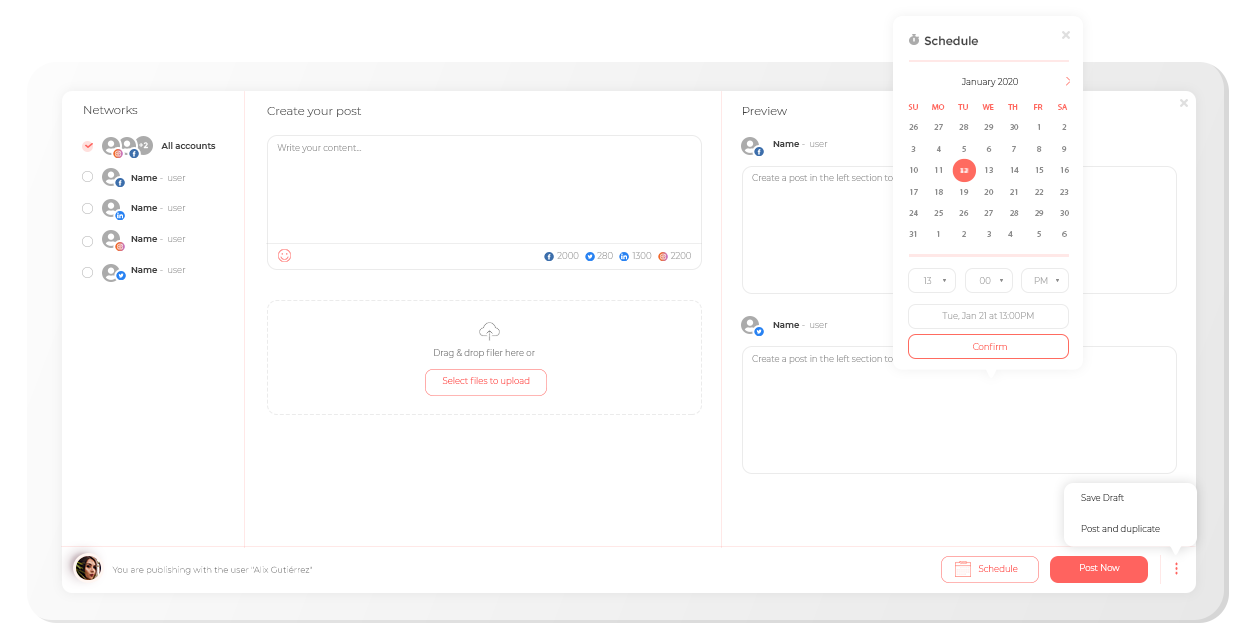 Networks
+2 All accounts
Name - user
Name - user
Name - user
Name - user
Create your post
Write your content...
2000 280 1300 2200
Drag & drop filer here or
Select files to upload
Preview
Name - user
Create a post in the left section to
Name - user
Create a post in the left section to
Schedule
January 2020
SU MO TU WE TH FR SA
26 27 28 29 30 1 2
3 4 5 6 7 8 9
10 11 12 13 14 15 16
17 18 19 20 21 22 23
24 25 26 27 28 29 30
31 1 2 3 4 5 6
13 00 PM
Tue, Jan 21 at 13:00PM
Confirm
Save Draft
Post and duplicate
You are publishing with the user "Alix Gutiérrez"
Schedule
Post Now